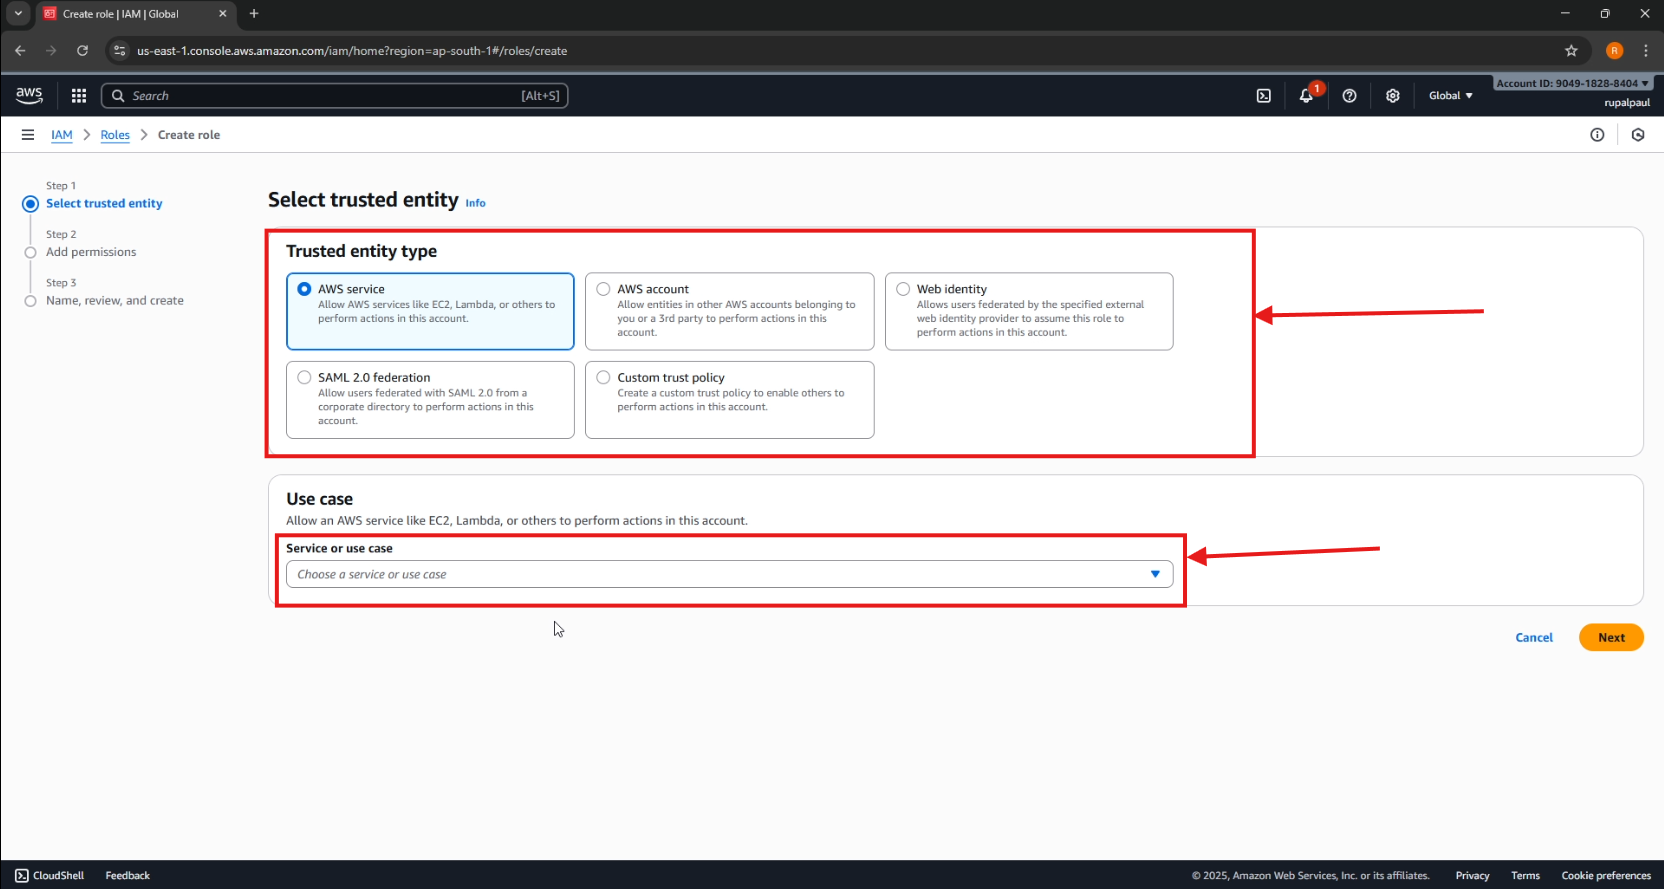 Create role | IAM | Global
us-east-1.console.aws.amazon.com/iam/home?region=ap-south-1#/roles/create
R
aws
Search
[Alt+S]
1
Global
Account ID: 9049-1828-8404
rupalpaul
IAM
Roles
Create role
Step 1
Select trusted entity
Step 2
Add permissions
Step 3
Name, review, and create
Select trusted entity Info
Trusted entity type
AWS service
Allow AWS services like EC2, Lambda, or others to
perform actions in this account.
AWS account
Allow entities in other AWS accounts belonging to
you or a 3rd party to perform actions in this
account.
Web identity
Allows users federated by the specified external
web identity provider to assume this role to
perform actions in this account.
SAML 2.0 federation
Allow users federated with SAML 2.0 from a
corporate directory to perform actions in this
account.
Custom trust policy
Create a custom trust policy to enable others to
perform actions in this account.
Use case
Allow an AWS service like EC2, Lambda, or others to perform actions in this account.
Service or use case
Choose a service or use case
Cancel
Next
CloudShell
Feedback
© 2025, Amazon Web Services, Inc. or its affiliates.
Privacy
Terms
Cookie preferences